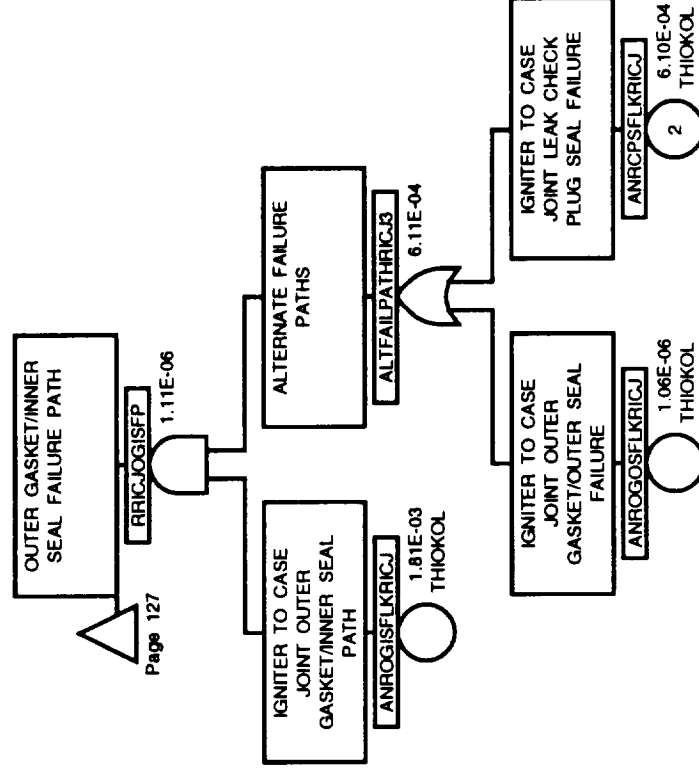 OUTER GASKET/INNER
SEAL FAILURE PATH
RRICJOGISFP
1.11E-06
Page 127
IGNITER TO CASE
JOINT OUTER
GASKET/INNER SEAL
PATH
ANROGISFLKRICJ
1.81E-03
THIOKOL
ALTERNATE FAILURE
PATHS
ALTFAILPATHRICJ3
6.11E-04
IGNITER TO CASE
JOINT OUTER
GASKET/OUTER SEAL
FAILURE
ANROGOSFLKRICJ
1.06E-06
THIOKOL
IGNITER TO CASE
JOINT LEAK CHECK
PLUG SEAL FAILURE
ANRCPSFLKRICJ
2
6.10E-04
THIOKOL